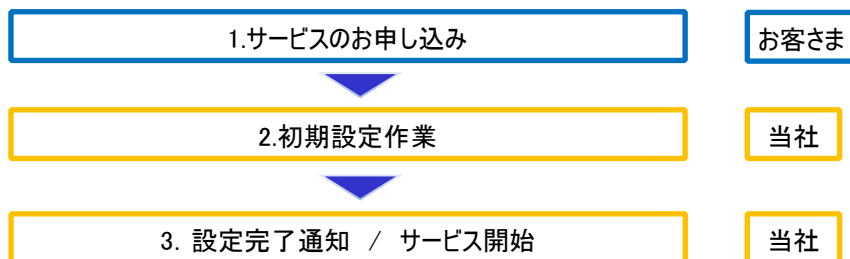 1.サービスのお申し込み
お客さま
2.初期設定作業
当社
3. 設定完了通知 / サービス開始
当社